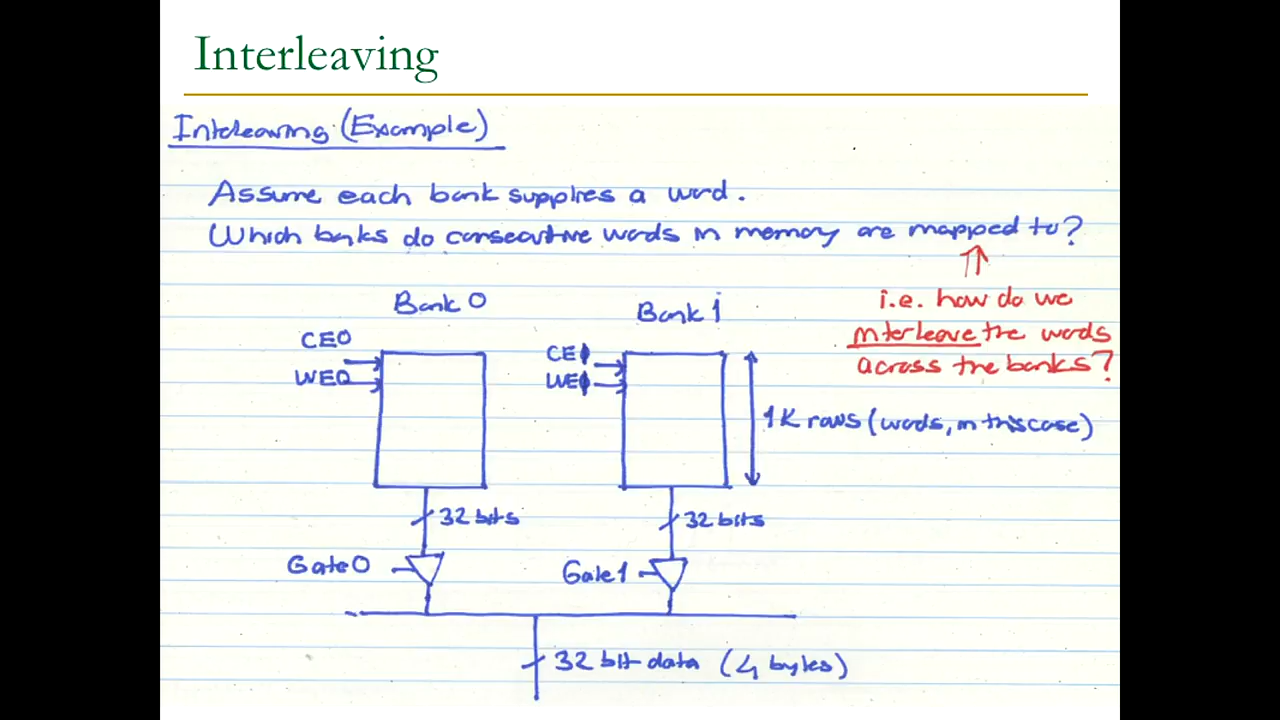 Interleaving
Interleaving (Example)
Assume each bank supplies a word.
Which banks do consecutive words in memory are mapped to?
i.e. how do we
interleave the words
across the banks?
Bank 0
Bank 1
CE0
WE0
CE1
WE1
1K rows (words, in this case)
32 bits
32 bits
Gate0
Gate1
32 bit data (4 bytes)